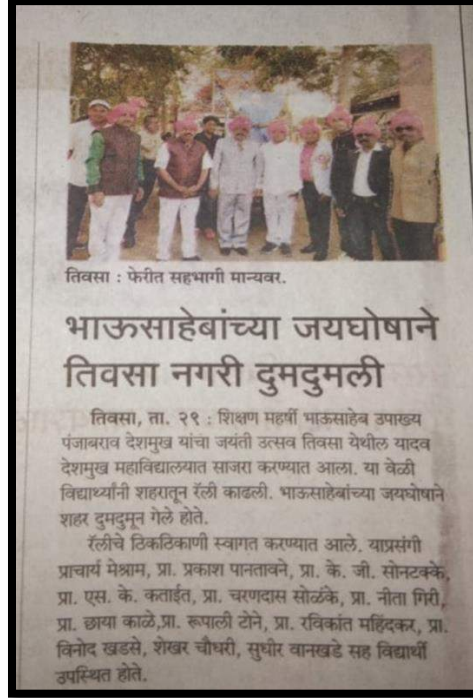 तिवसा : फेरीत सहभागी मान्यवर.
भाऊसाहेबांच्या जयघोषाने
तिवसा नगरी दुमदुमली
तिवसा, ता. २९ : शिक्षण महर्षी भाऊसाहेब उपाख्य
पंजाबराव देशमुख यांचा जयंती उत्सव तिवसा येथील यादव
देशमुख महाविद्यालयात साजरा करण्यात आला. या वेळी
विद्यार्थ्यांनी शहरातून रॅली काढली. भाऊसाहेबांच्या जयघोषाने
शहर दुमदुमून गेले होते.
रॅलीचे ठिकठिकाणी स्वागत करण्यात आले. याप्रसंगी
प्राचार्य मेश्राम, प्रा. प्रकाश पानतावने, प्रा. के. जी. सोनटक्के,
प्रा. एस. के. कताईत, प्रा. चरणदास सोळंके, प्रा. नीता गिरी,
प्रा. छाया काळे,प्रा. रूपाली टोने, प्रा. रविकांत महिंदकर, प्रा.
विनोद खडसे, शेखर चौधरी, सुधीर वानखडे सह विद्यार्थी
उपस्थित होते.